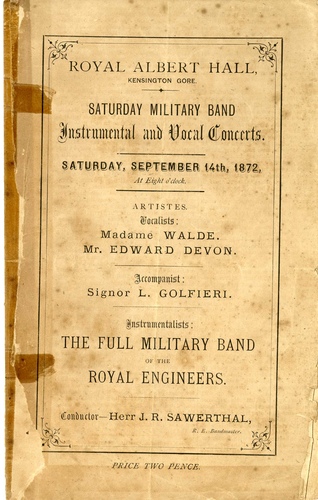 ROYAL ALBERT HALL,
KENSINGTON GORE.
SATURDAY MILITARY BAND
Instrumental and Vocal Concerts.
SATURDAY, SEPTEMBER 14th, 1872,
At Eight o'clock.
ARTISTES.
Vocalists:
Madame WALDE.
Mr. EDWARD DEVON.
Accompanist:
Signor L. GOLFIERI.
Instrumentalists:
THE FULL MILITARY BAND
OF THE
ROYAL ENGINEERS.
Conductor—Herr J. R. SAWERTHAL,
R. E. Bandmaster.
PRICE TWO PENCE.